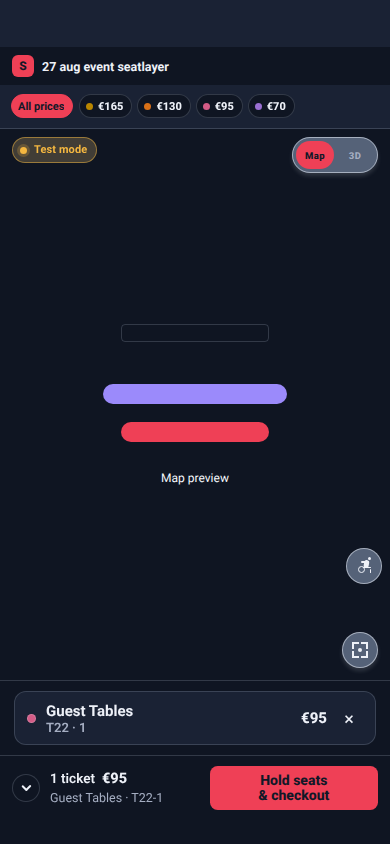 S 27 aug event seatlayer
All prices €165 €130 €95 €70
Test mode
Map 3D
Map preview
Guest Tables
T22 · 1
€95 ×
1 ticket €95
Guest Tables · T22-1
Hold seats
& checkout